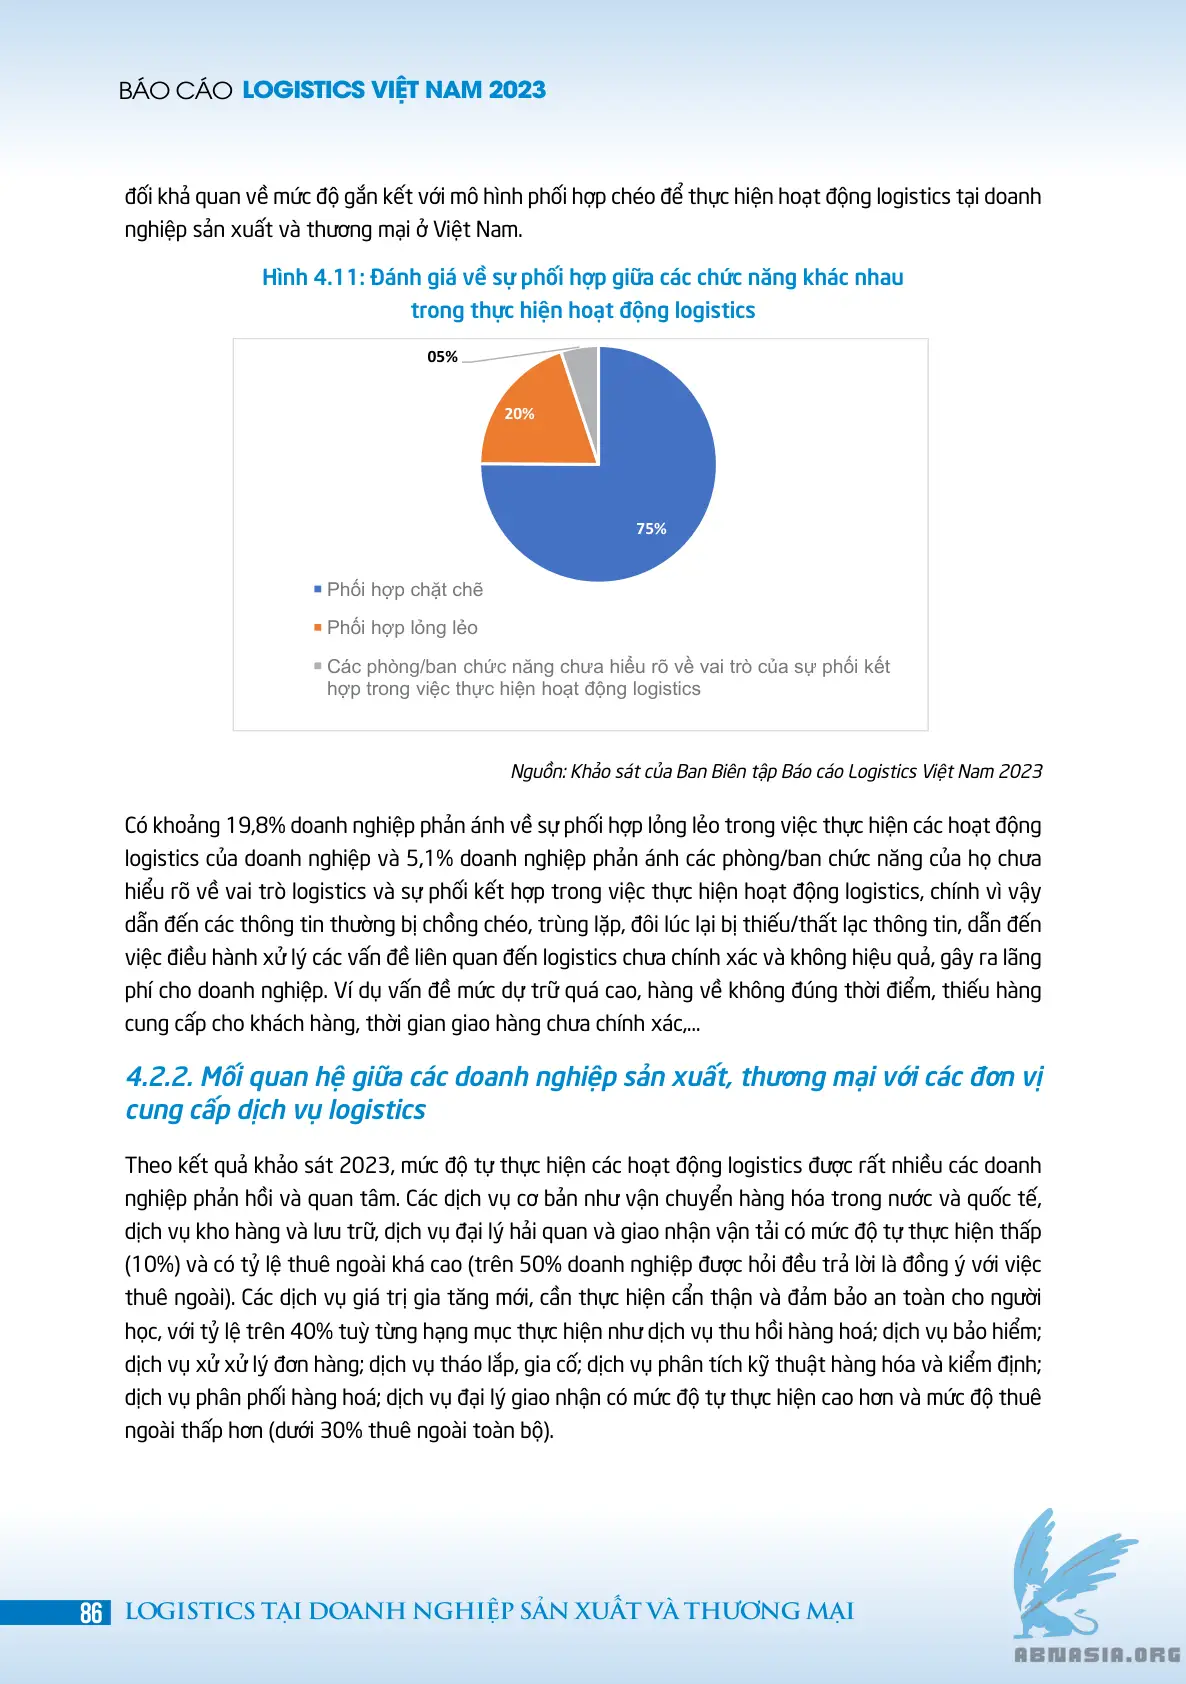 BÁO CÁO LOGISTICS VIỆT NAM 2023
đối khả quan về mức độ gắn kết với mô hình phối hợp chéo để thực hiện hoạt động logistics tại doanh
nghiệp sản xuất và thương mại ở Việt Nam.
Hình 4.11: Đánh giá về sự phối hợp giữa các chức năng khác nhau
trong thực hiện hoạt động logistics
05%
20%
75%
Phối hợp chặt chẽ
Phối hợp lỏng lẻo
Các phòng/ban chức năng chưa hiểu rõ về vai trò của sự phối kết
hợp trong việc thực hiện hoạt động logistics
Nguồn: Khảo sát của Ban Biên tập Báo cáo Logistics Việt Nam 2023
Có khoảng 19,8% doanh nghiệp phản ánh về sự phối hợp lỏng lẻo trong việc thực hiện các hoạt động
logistics của doanh nghiệp và 5,1% doanh nghiệp phản ánh các phòng/ban chức năng của họ chưa
hiểu rõ về vai trò logistics và sự phối kết hợp trong việc thực hiện hoạt động logistics, chính vì vậy
dẫn đến các thông tin thường bị chồng chéo, trùng lặp, đôi lúc lại bị thiếu/thất lạc thông tin, dẫn đến
việc điều hành xử lý các vấn đề liên quan đến logistics chưa chính xác và không hiệu quả, gây ra lãng
phí cho doanh nghiệp. Ví dụ vấn đề mức dự trữ quá cao, hàng về không đúng thời điểm, thiếu hàng
cung cấp cho khách hàng, thời gian giao hàng chưa chính xác,...
4.2.2. Mối quan hệ giữa các doanh nghiệp sản xuất, thương mại với các đơn vị
cung cấp dịch vụ logistics
Theo kết quả khảo sát 2023, mức độ tự thực hiện các hoạt động logistics được rất nhiều các doanh
nghiệp phản hồi và quan tâm. Các dịch vụ cơ bản như vận chuyển hàng hóa trong nước và quốc tế,
dịch vụ kho hàng và lưu trữ, dịch vụ đại lý hải quan và giao nhận vận tải có mức độ tự thực hiện thấp
(10%) và có tỷ lệ thuê ngoài khá cao (trên 50% doanh nghiệp được hỏi đều trả lời là đồng ý với việc
thuê ngoài). Các dịch vụ giá trị gia tăng mới, cần thực hiện cẩn thận và đảm bảo an toàn cho người
học, với tỷ lệ trên 40% tuỳ từng hạng mục thực hiện như dịch vụ thu hồi hàng hoá; dịch vụ bảo hiểm;
dịch vụ xử xử lý đơn hàng; dịch vụ tháo lắp, gia cố; dịch vụ phân tích kỹ thuật hàng hóa và kiểm định;
dịch vụ phân phối hàng hoá; dịch vụ đại lý giao nhận có mức độ tự thực hiện cao hơn và mức độ thuê
ngoài thấp hơn (dưới 30% thuê ngoài toàn bộ).
86 LOGISTICS TẠI DOANH NGHIỆP SẢN XUẤT VÀ THƯƠNG MẠI
ABNASIA.ORG